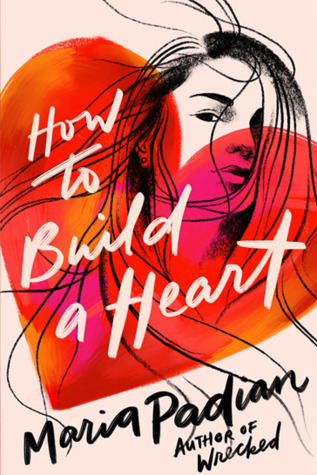 How
to
Build
a Heart
Maria Padian
AUTHOR OF
Wrecked